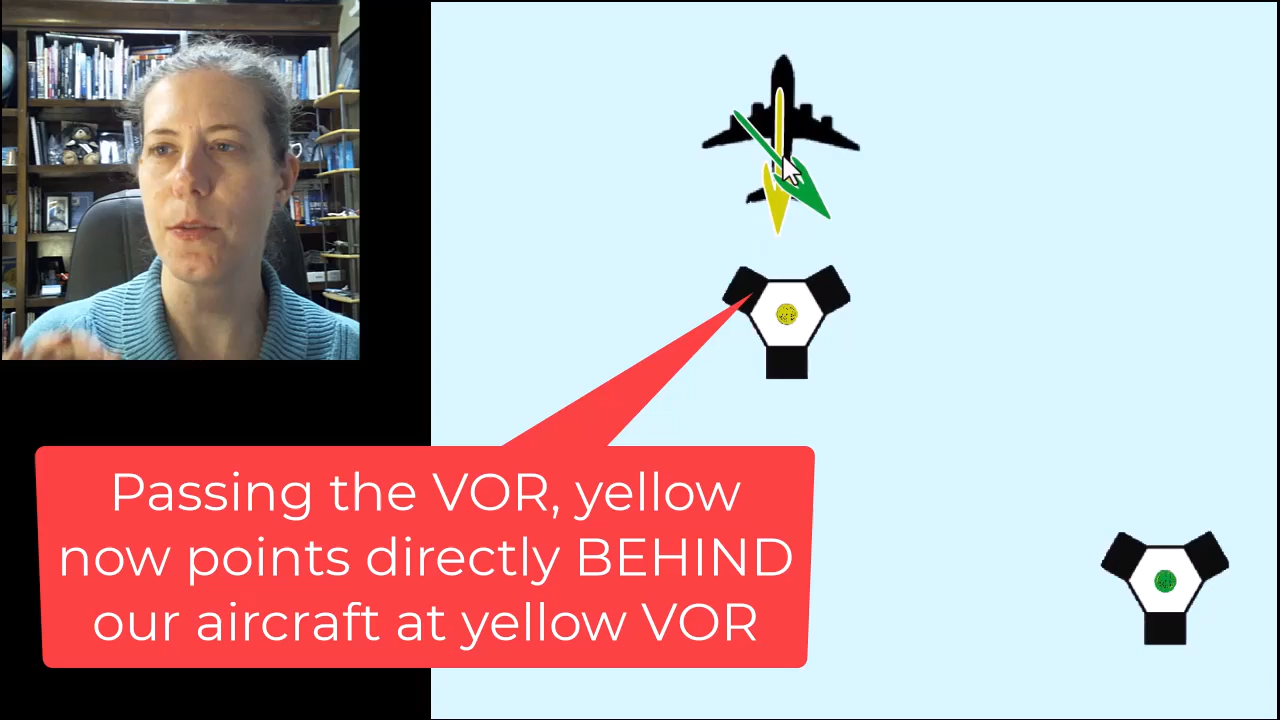 Passing the VOR, yellow
now points directly BEHIND
our aircraft at yellow VOR